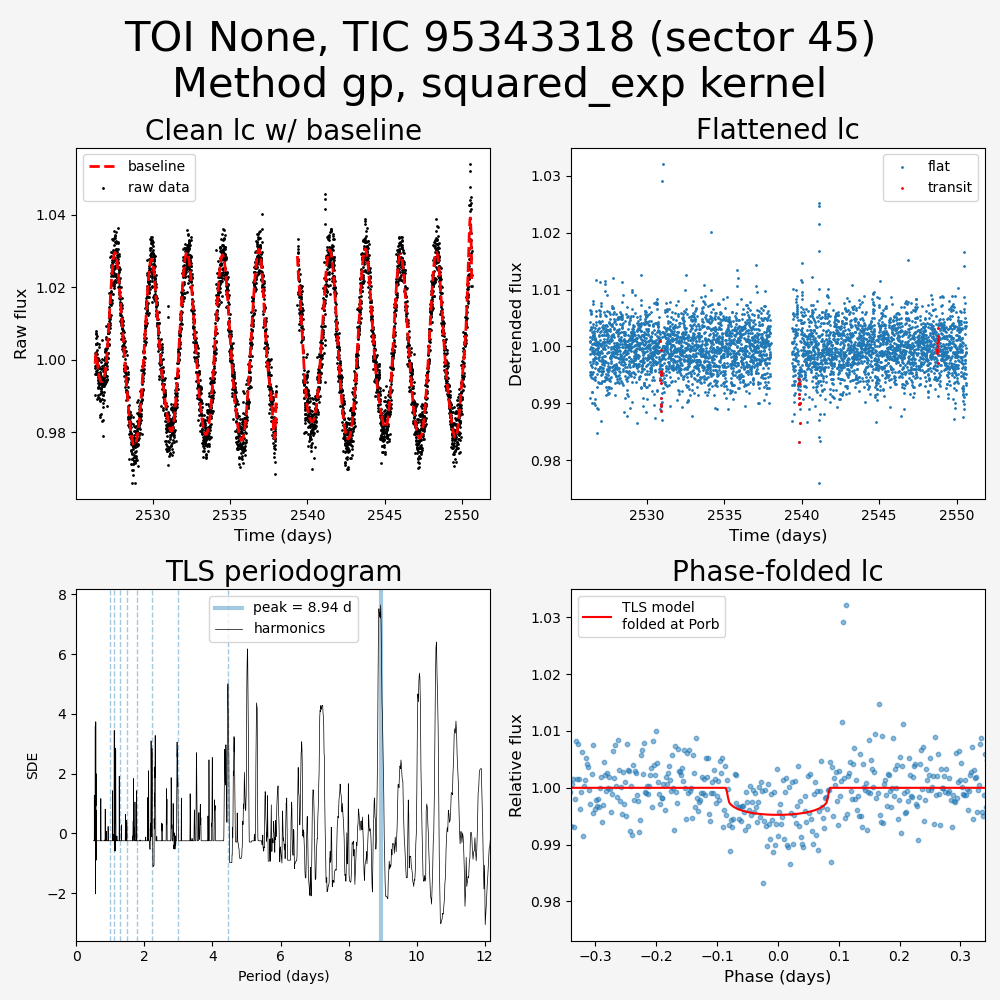 TOI None, TIC 95343318 (sector 45)
Method gp, squared_exp kernel
Clean lc w/ baseline
baseline
raw data
Raw flux
1.04
1.02
1.00
0.98
2530
2535
2540
2545
2550
Time (days)
Flattened lc
flat
transit
Detrended flux
1.03
1.02
1.01
1.00
0.99
0.98
2530
2535
2540
2545
2550
Time (days)
TLS periodogram
peak = 8.94 d
harmonics
SDE
8
6
4
2
0
−2
0
2
4
6
8
10
12
Period (days)
Phase-folded lc
TLS model
folded at Porb
Relative flux
1.03
1.02
1.01
1.00
0.99
0.98
−0.3
−0.2
−0.1
0.0
0.1
0.2
0.3
Phase (days)